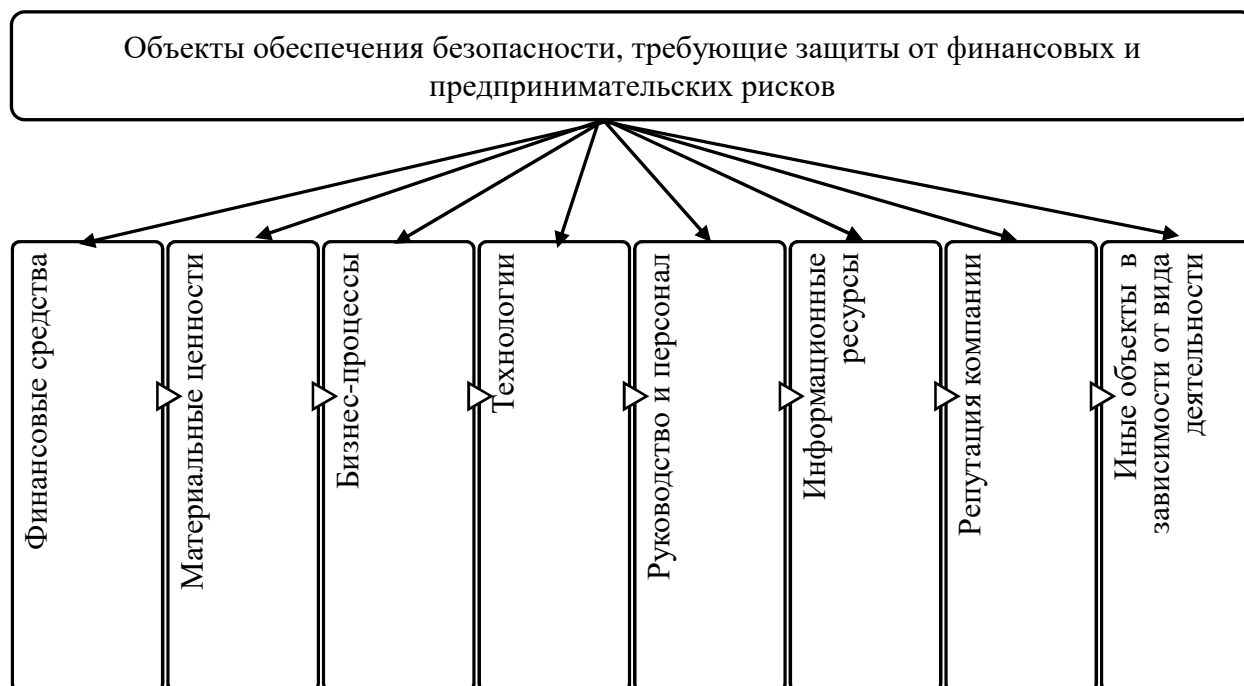 Объекты обеспечения безопасности, требующие защиты от финансовых и
предпринимательских рисков
Финансовые средства
Материальные ценности
Бизнес-процессы
Технологии
Руководство и персонал
Информационные
ресурсы
Репутация компании
Иные объекты в
зависимости от вида
деятельности